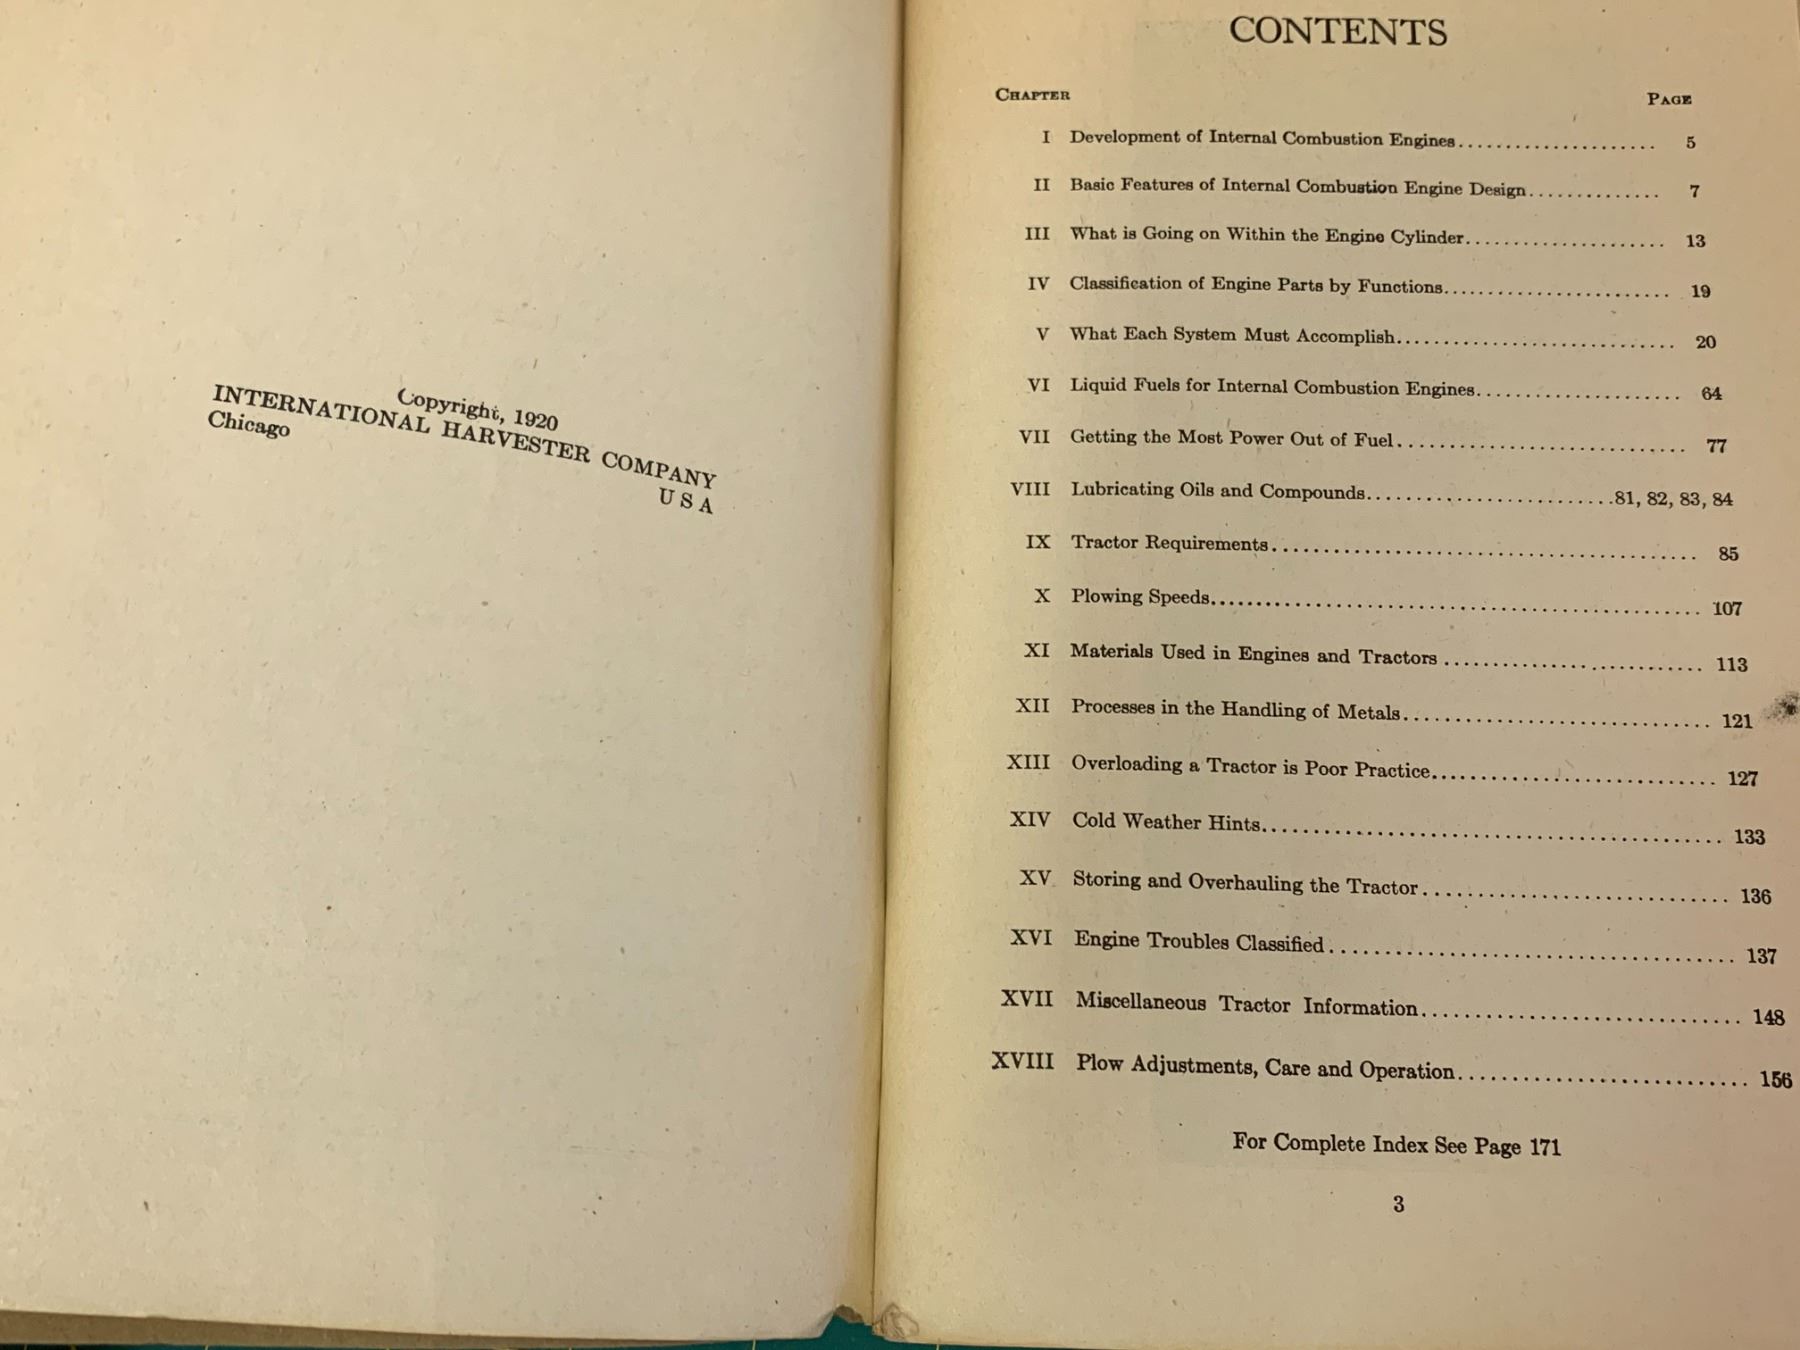 Copyright, 1920
INTERNATIONAL HARVESTER COMPANY
Chicago
U S A
CONTENTS
CHAPTER PAGE
I Development of Internal Combustion Engines..................... 5
II Basic Features of Internal Combustion Engine Design.............. 7
III What is Going on Within the Engine Cylinder..................... 13
IV Classification of Engine Parts by Functions........................ 19
V What Each System Must Accomplish............................. 20
VI Liquid Fuels for Internal Combustion Engines...................... 64
VII Getting the Most Power Out of Fuel............................... 77
VIII Lubricating Oils and Compounds..........................81, 82, 83, 84
IX Tractor Requirements............................................ 85
X Plowing Speeds.................................................... 107
XI Materials Used in Engines and Tractors ........................... 113
XII Processes in the Handling of Metals................................ 121
XIII Overloading a Tractor is Poor Practice.............................. 127
XIV Cold Weather Hints............................................... 133
XV Storing and Overhauling the Tractor................................ 136
XVI Engine Troubles Classified......................................... 137
XVII Miscellaneous Tractor Information................................. 148
XVIII Plow Adjustments, Care and Operation............................. 156
For Complete Index See Page 171
3